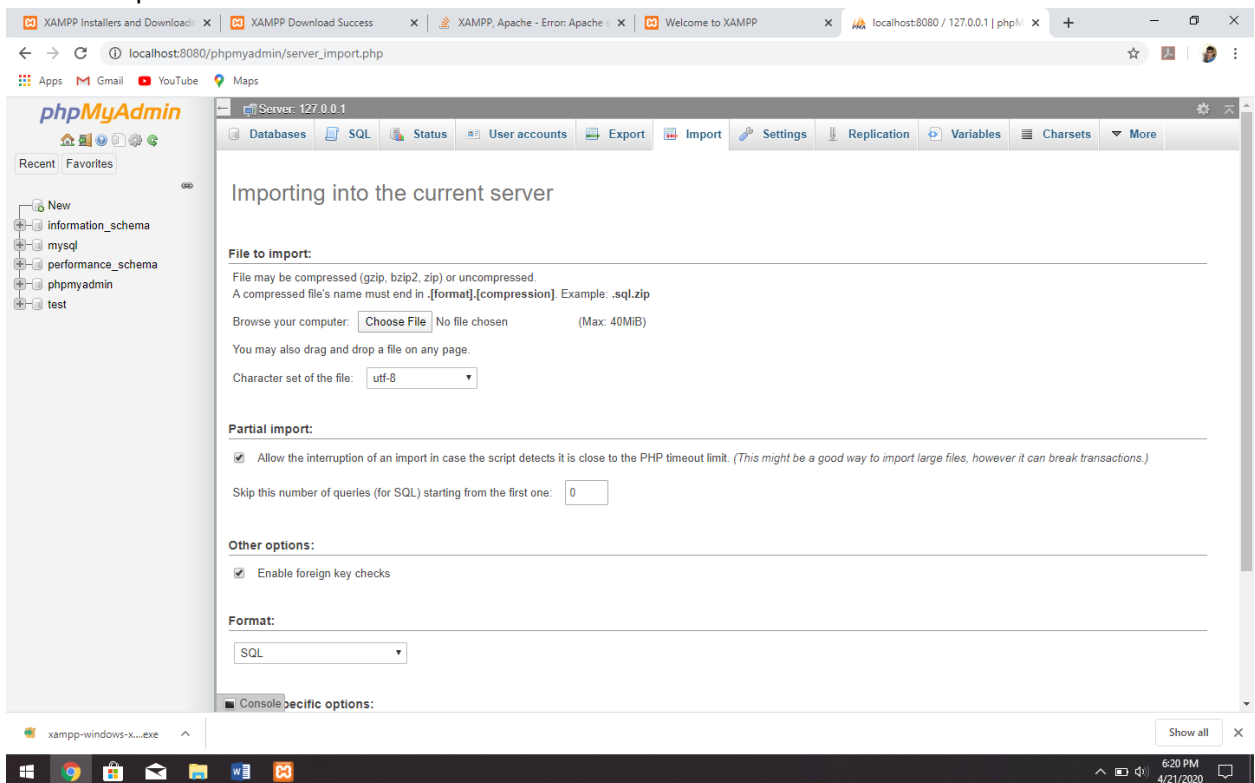 XAMPP Installers and Downloads
XAMPP Download Success
XAMPP, Apache - Error: Apache s
Welcome to XAMPP
localhost:8080 / 127.0.0.1 | phpM
localhost:8080/phpmyadmin/server_import.php
Apps Gmail YouTube Maps
phpMyAdmin
Recent Favorites
New
information_schema
mysql
performance_schema
phpmyadmin
test
Server: 127.0.0.1
Databases SQL Status User accounts Export Import Settings Replication Variables Charsets More
Importing into the current server
File to import:
File may be compressed (gzip, bzip2, zip) or uncompressed.
A compressed file's name must end in .[format].[compression]. Example: .sql.zip
Browse your computer: Choose File No file chosen (Max: 40MiB)
You may also drag and drop a file on any page.
Character set of the file: utf-8
Partial import:
Allow the interruption of an import in case the script detects it is close to the PHP timeout limit. (This might be a good way to import large files, however it can break transactions.)
Skip this number of queries (for SQL) starting from the first one: 0
Other options:
Enable foreign key checks
Format:
SQL
Console pecific options:
xampp-windows-x....exe
Show all
6:20 PM
4/21/2020